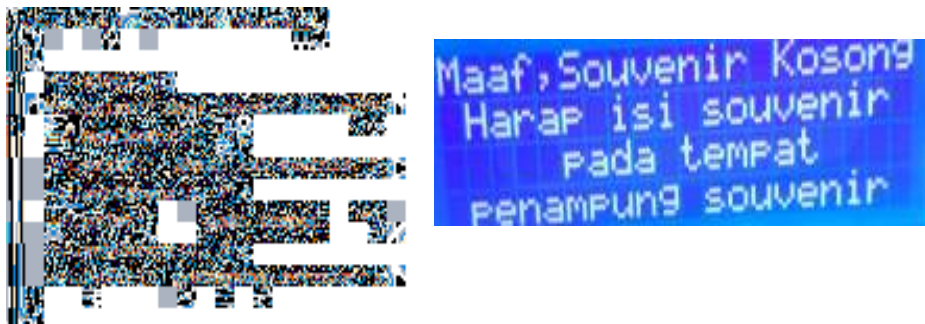 Maaf,Souvenir Kosong
Harap isi souvenir
pada tempat
penampung souvenir